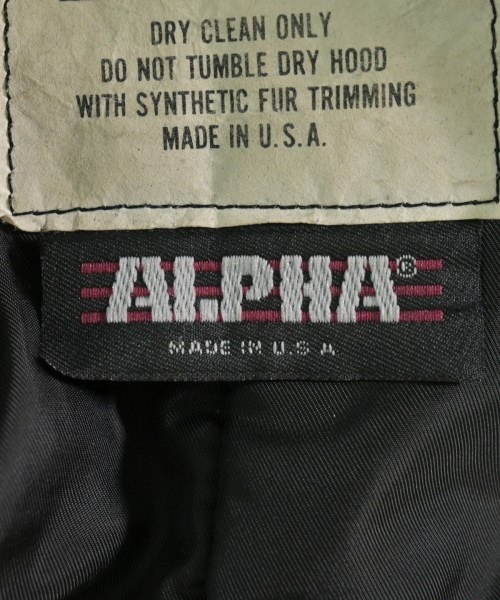 DRY CLEAN ONLY
DO NOT TUMBLE DRY HOOD
WITH SYNTHETIC FUR TRIMMING
MADE IN U.S.A.
ALPHA®
MADE IN U.S A